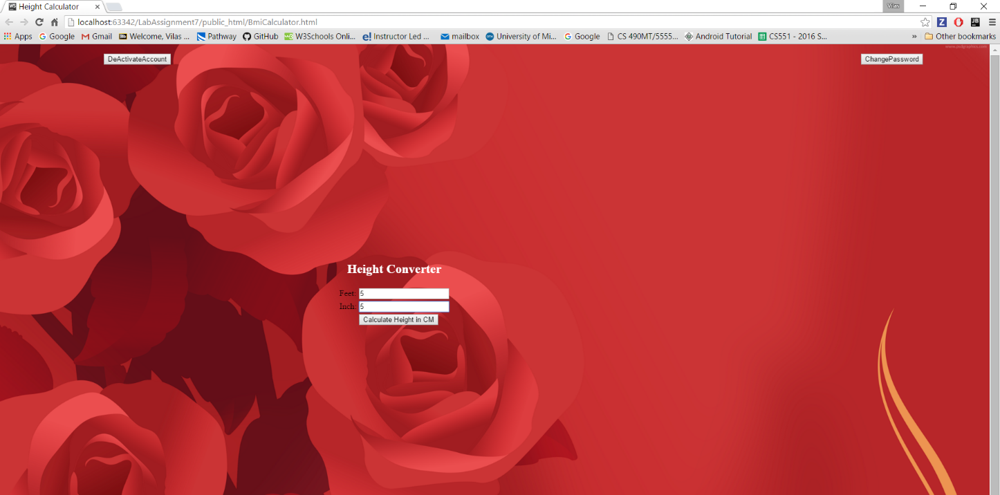 Height Calculator
Vilas
localhost:63342/LabAssignment7/public_html/BmiCalculator.html
Apps Google Gmail Welcome, Vilas ... Pathway GitHub W3Schools Onli... Instructor Led ... mailbox University of Mi... Google CS 490MT/5555... Android Tutorial CS551 - 2016 S... » Other bookmarks
DeActivateAccount
ChangePassword
Height Converter
Feet: 5
Inch: 5
Calculate Height in CM